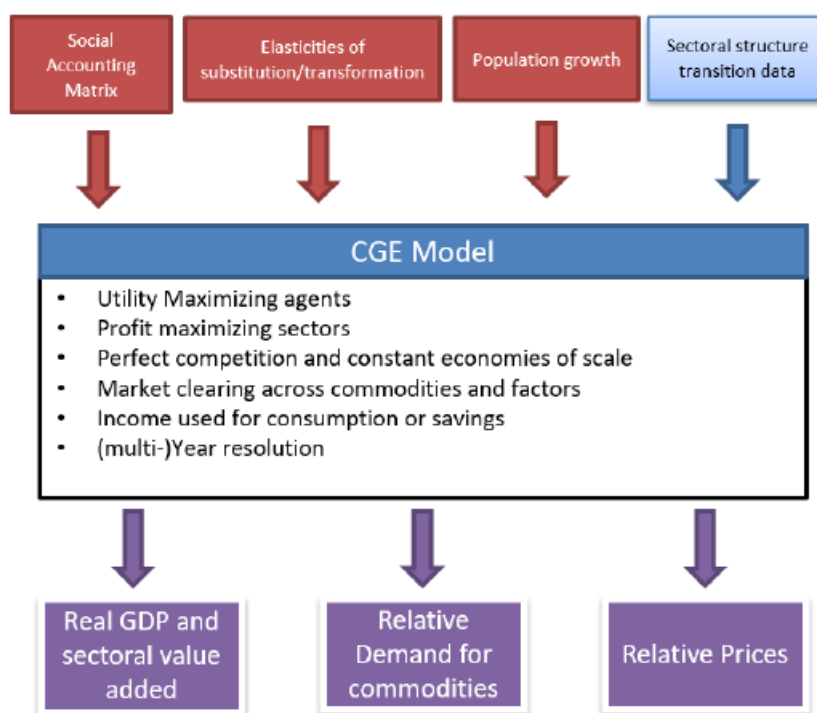 Social
Accounting
Matrix
Elasticities of
substitution/transformation
Population growth
Sectoral structure
transition data
CGE Model
• Utility Maximizing agents
• Profit maximizing sectors
• Perfect competition and constant economies of scale
• Market clearing across commodities and factors
• Income used for consumption or savings
• (multi-)Year resolution
Real GDP and
sectoral value
added
Relative
Demand for
commodities
Relative Prices